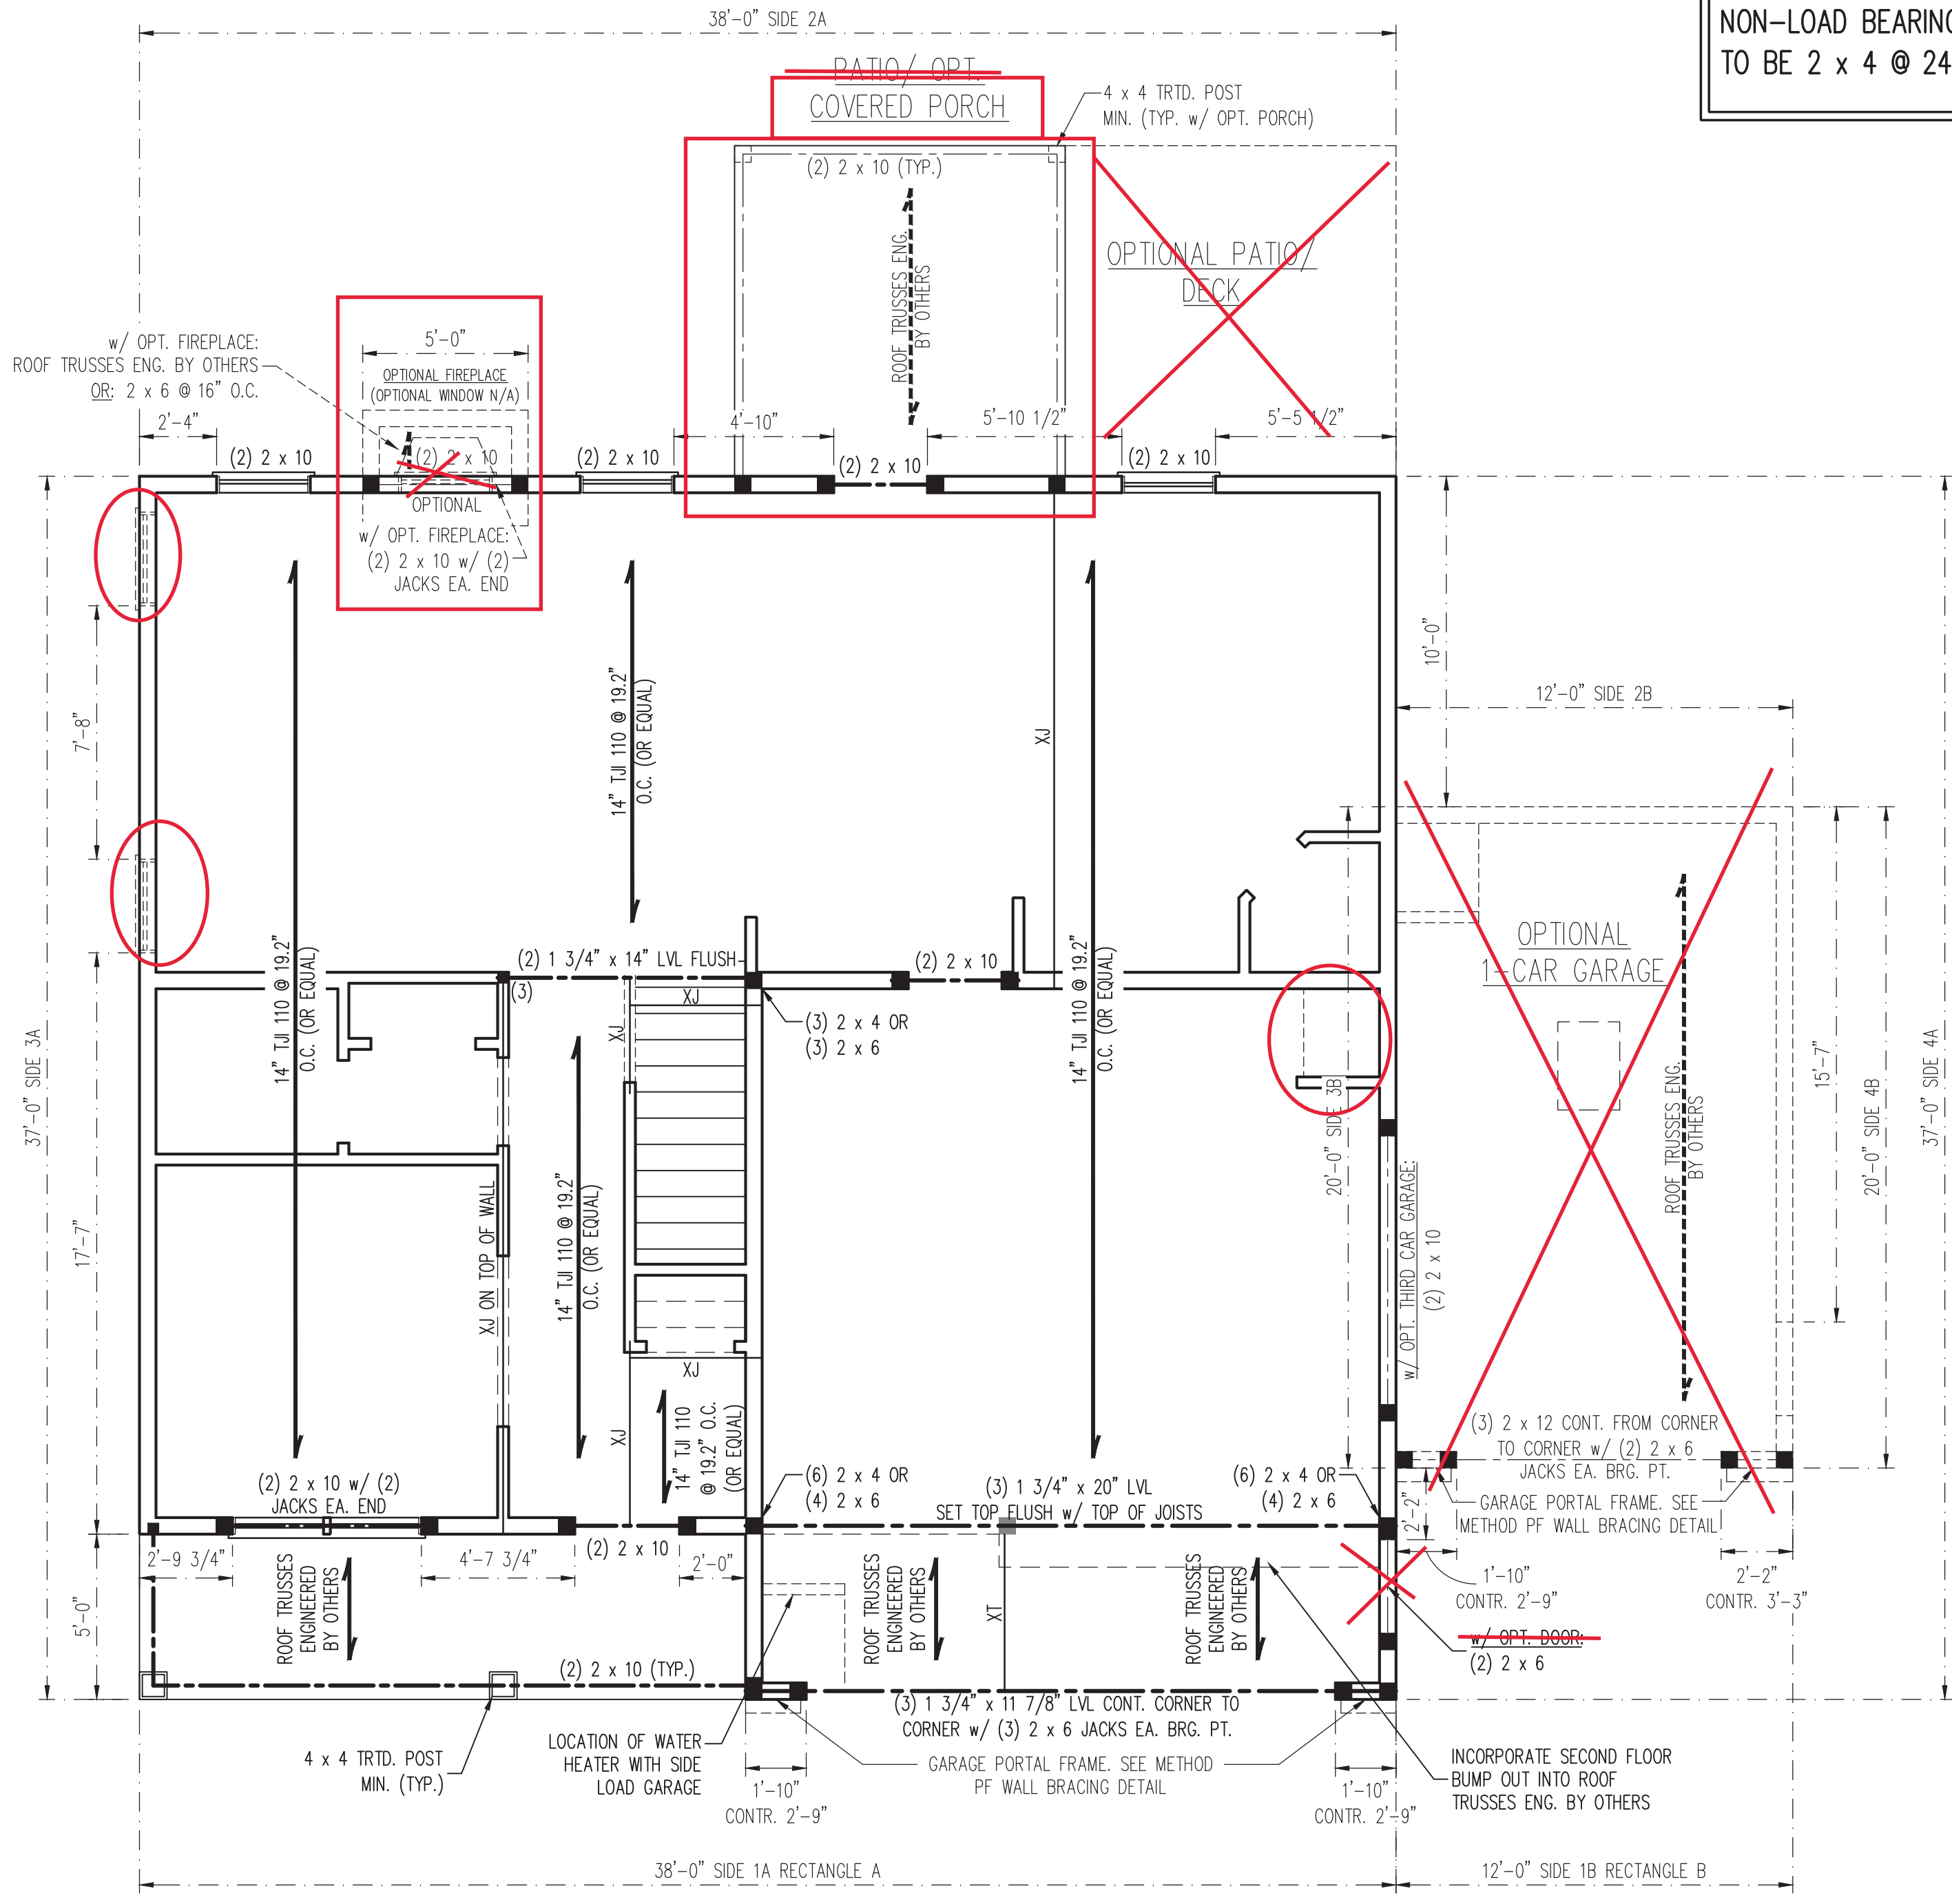 38'-0" SIDE 2A
NON-LOAD BEARING
TO BE 2 x 4 @ 24
PATIO/ OPT.
COVERED PORCH
4 x 4 TRTD. POST
MIN. (TYP. w/ OPT. PORCH)
(2) 2 x 10 (TYP.)
ROOF TRUSSES ENG.
BY OTHERS
OPTIONAL PATIO/
DECK
w/ OPT. FIREPLACE:
ROOF TRUSSES ENG. BY OTHERS
OR: 2 x 6 @ 16" O.C.
5'-0"
OPTIONAL FIREPLACE
(OPTIONAL WINDOW N/A)
2'-4"
4'-10"
5'-10 1/2"
5'-5 1/2"
(2) 2 x 10
(2) 2 x 10
(2) 2 x 10
(2) 2 x 10
(2) 2 x 10
OPTIONAL
w/ OPT. FIREPLACE:
(2) 2 x 10 w/ (2)
JACKS EA. END
10'-0"
12'-0" SIDE 2B
7'-8"
14" TJI 110 @ 19.2"
O.C. (OR EQUAL)
XJ
OPTIONAL
1-CAR GARAGE
14" TJI 110 @ 19.2"
O.C. (OR EQUAL)
(2) 1 3/4" x 14" LVL FLUSH
(3)
XJ
XJ
(2) 2 x 10
(3) 2 x 4 OR
(3) 2 x 6
14" TJI 110 @ 19.2"
O.C. (OR EQUAL)
37'-0" SIDE 3A
20'-0" SIDE 3B
ROOF TRUSSES ENG.
BY OTHERS
15'-7"
20'-0" SIDE 4B
37'-0" SIDE 4A
17'-7"
XJ ON TOP OF WALL
14" TJI 110 @ 19.2"
O.C. (OR EQUAL)
w/ OPT. THIRD CAR GARAGE:
(2) 2 x 10
XJ
XJ
14" TJI 110
@ 19.2" O.C.
(OR EQUAL)
(3) 2 x 12 CONT. FROM CORNER
TO CORNER w/ (2) 2 x 6
JACKS EA. BRG. PT.
(2) 2 x 10 w/ (2)
JACKS EA. END
(6) 2 x 4 OR
(4) 2 x 6
(3) 1 3/4" x 20" LVL
SET TOP FLUSH w/ TOP OF JOISTS
(6) 2 x 4 OR
(4) 2 x 6
2'-2"
GARAGE PORTAL FRAME. SEE
METHOD PF WALL BRACING DETAIL
2'-9 3/4"
4'-7 3/4"
(2) 2 x 10
2'-0"
5'-0"
ROOF TRUSSES
ENGINEERED
BY OTHERS
ROOF TRUSSES
ENGINEERED
BY OTHERS
XT
ROOF TRUSSES
ENGINEERED
BY OTHERS
1'-10"
CONTR. 2'-9"
2'-2"
CONTR. 3'-3"
w/ OPT. DOOR:
(2) 2 x 6
(2) 2 x 10 (TYP.)
(3) 1 3/4" x 11 7/8" LVL CONT. CORNER TO
CORNER w/ (3) 2 x 6 JACKS EA. BRG. PT.
4 x 4 TRTD. POST
MIN. (TYP.)
LOCATION OF WATER
HEATER WITH SIDE
LOAD GARAGE
GARAGE PORTAL FRAME. SEE METHOD
PF WALL BRACING DETAIL
1'-10"
CONTR. 2'-9"
1'-10"
CONTR. 2'-9"
INCORPORATE SECOND FLOOR
BUMP OUT INTO ROOF
TRUSSES ENG. BY OTHERS
38'-0" SIDE 1A RECTANGLE A
12'-0" SIDE 1B RECTANGLE B